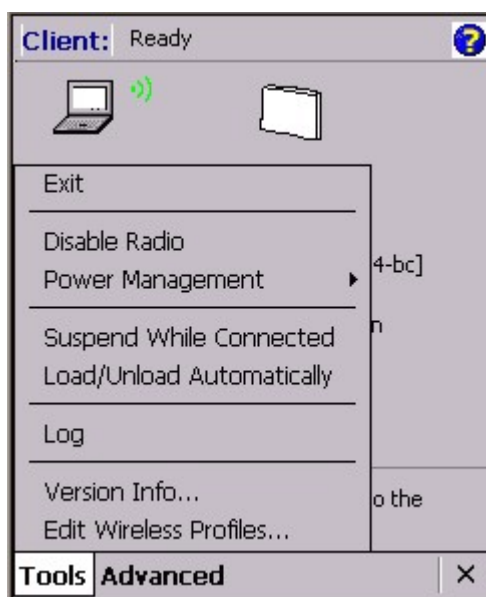 Client: Ready
Exit
Disable Radio
Power Management
4-bc]
n
Suspend While Connected
Load/Unload Automatically
Log
Version Info...
o the
Edit Wireless Profiles...
Tools Advanced